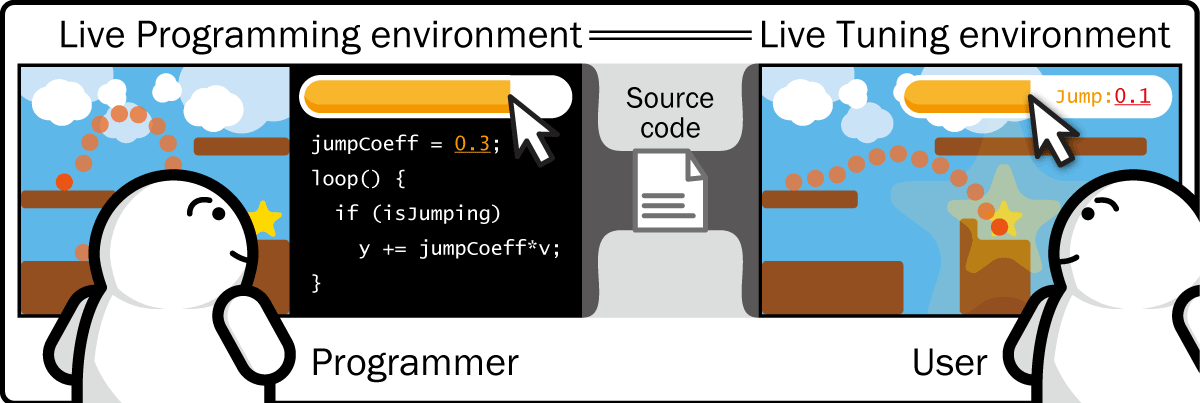 Live Programming environment
Live Tuning environment
jumpCoeff = 0.3;
loop() {
if (isJumping)
y += jumpCoeff*v;
}
Source
code
Jump:0.1
Programmer
User